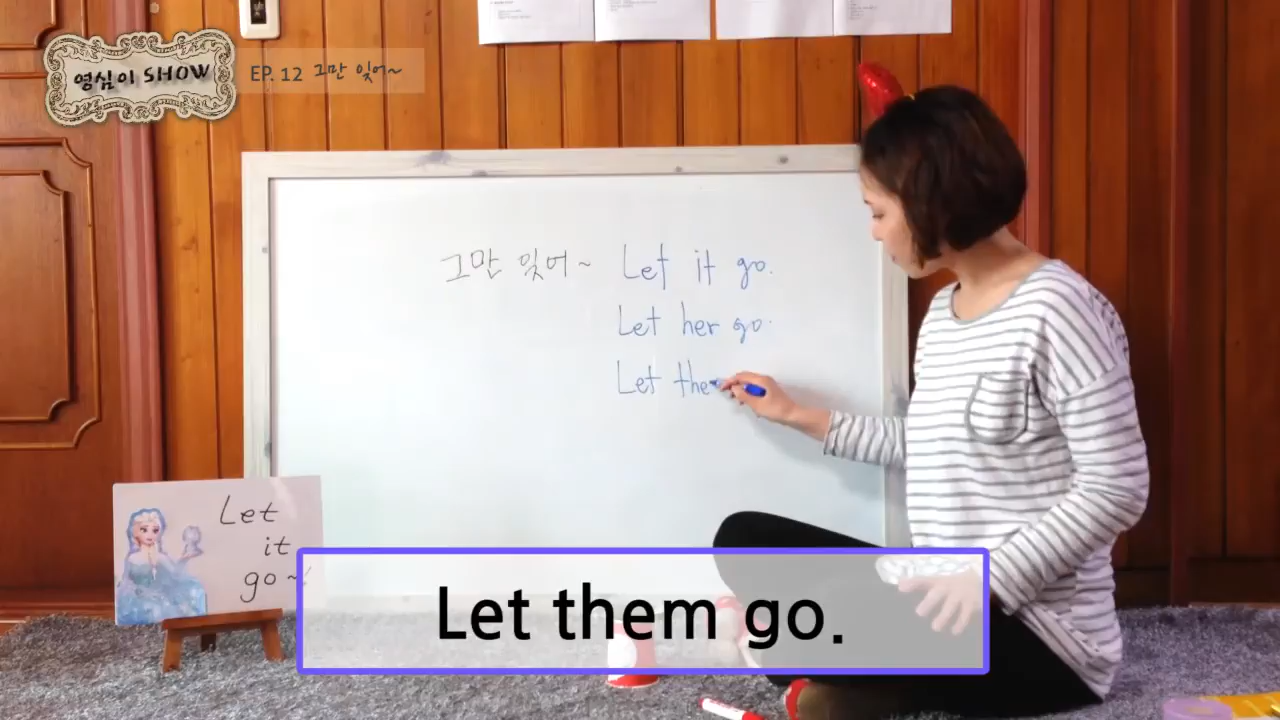 영심이 SHOW
EP. 12 그만 잊어~
그만 잊어~ Let it go.
Let her go.
Let the
Let
it
go~
Let them go.